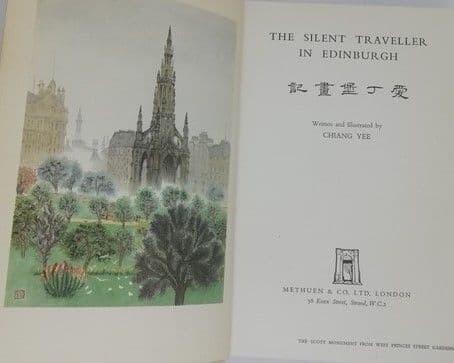 THE SILENT TRAVELLER
IN EDINBURGH
愛丁堡畫記
Written and Illustrated by
CHIANG YEE
METHUEN & CO. LTD. LONDON
36 Essex Street, Strand, W.C.2
THE SCOTT MONUMENT FROM WEST PRINCES STREET GARDENS